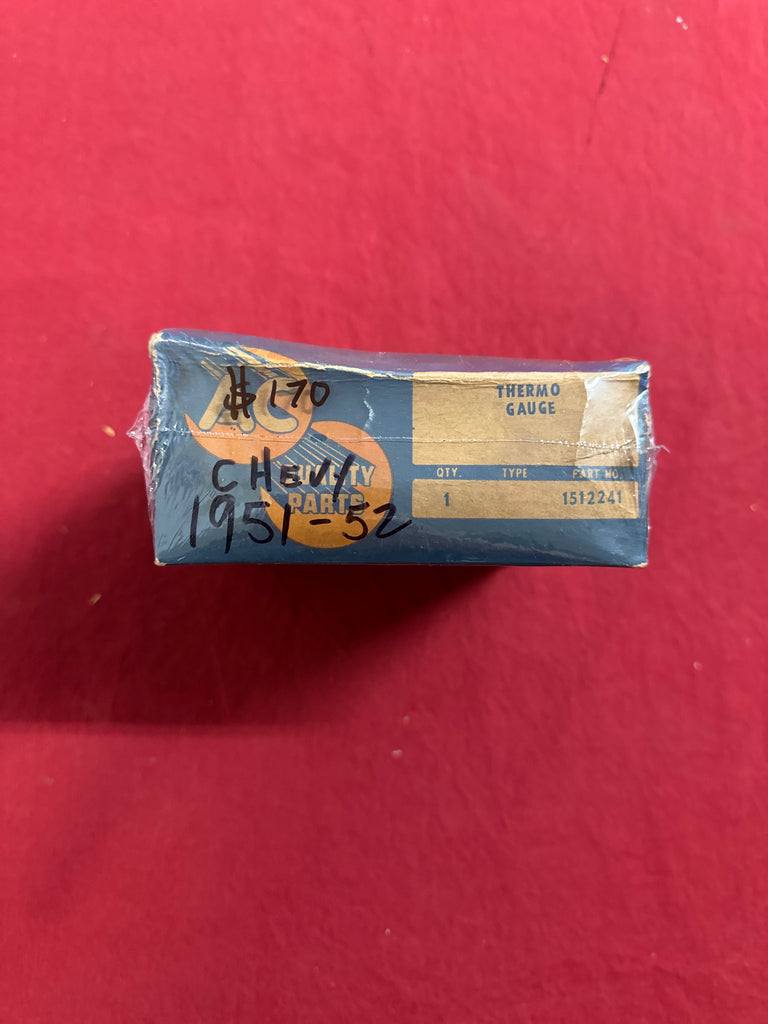 AC
$170
QUALITY
PARTS
CHEVY
1951-52
THERMO
GAUGE
QTY. TYPE PART NO.
1 1512241